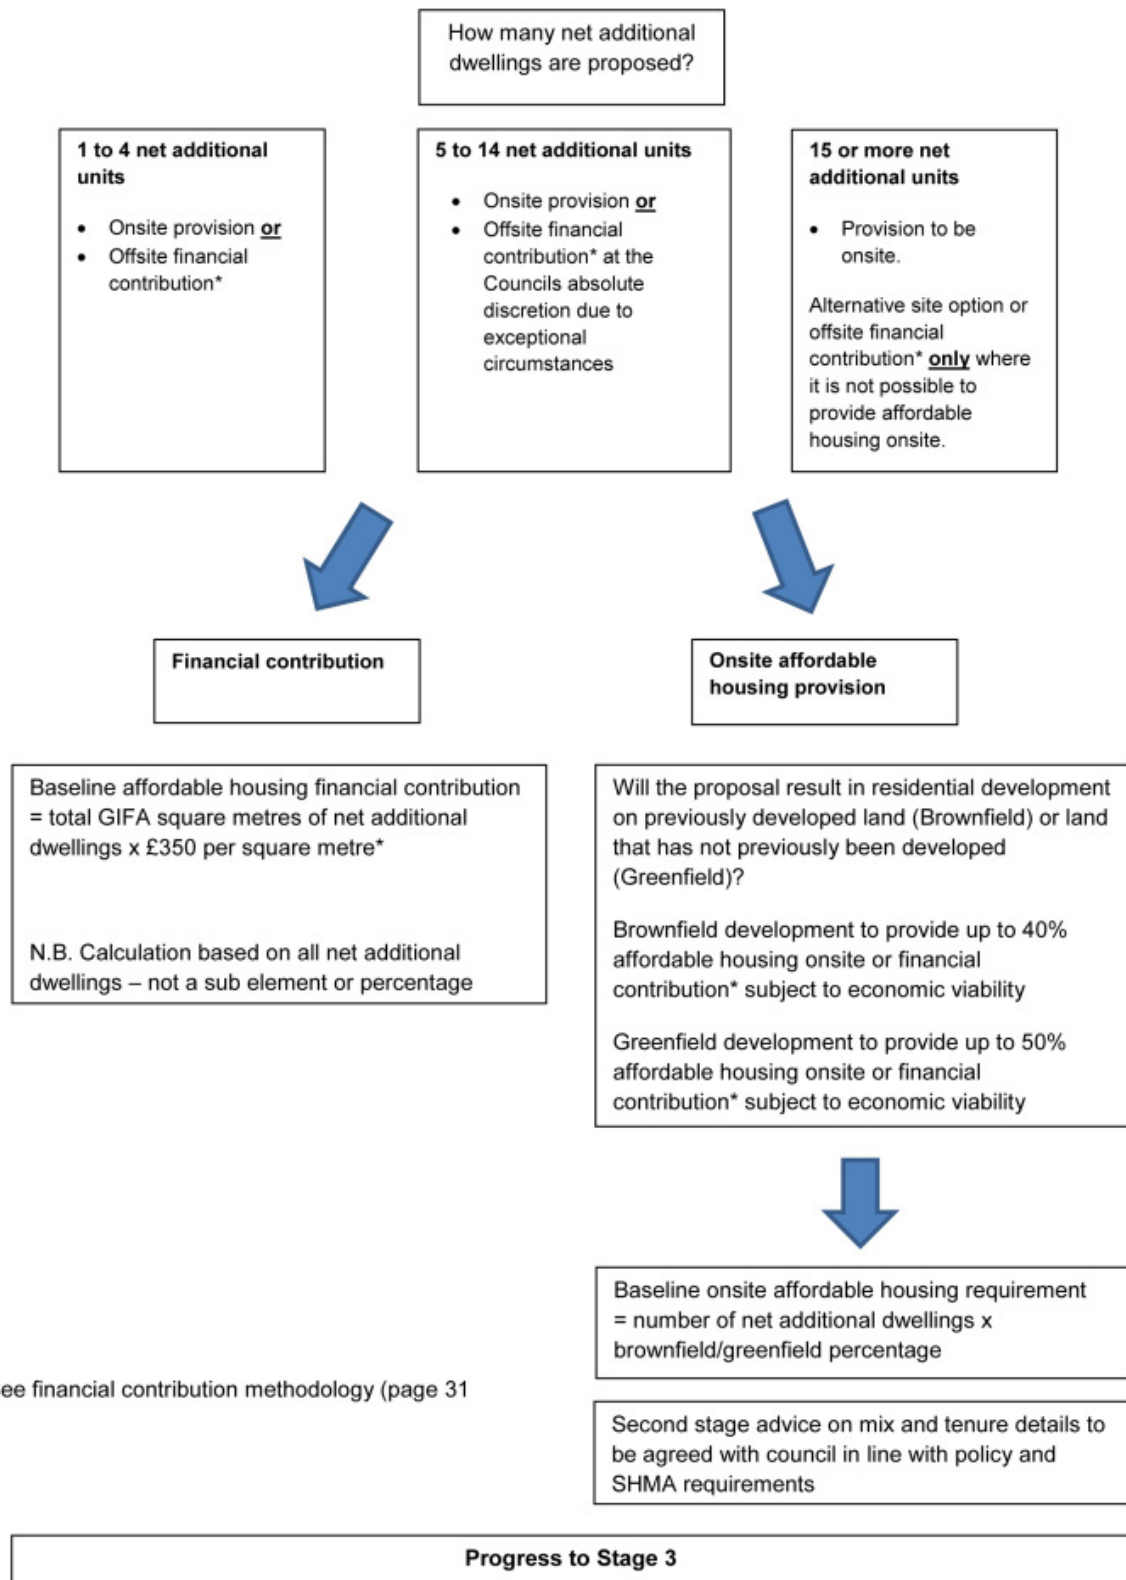 How many net additional
dwellings are proposed?
1 to 4 net additional
units
• Onsite provision or
• Offsite financial
contribution*
5 to 14 net additional units
• Onsite provision or
• Offsite financial
contribution* at the
Councils absolute
discretion due to
exceptional
circumstances
15 or more net
additional units
• Provision to be
onsite.
Alternative site option or
offsite financial
contribution* only where
it is not possible to
provide affordable
housing onsite.
Financial contribution
Onsite affordable
housing provision
Baseline affordable housing financial contribution
= total GIFA square metres of net additional
dwellings x £350 per square metre*
N.B. Calculation based on all net additional
dwellings – not a sub element or percentage
Will the proposal result in residential development
on previously developed land (Brownfield) or land
that has not previously been developed
(Greenfield)?
Brownfield development to provide up to 40%
affordable housing onsite or financial
contribution* subject to economic viability
Greenfield development to provide up to 50%
affordable housing onsite or financial
contribution* subject to economic viability
Baseline onsite affordable housing requirement
= number of net additional dwellings x
brownfield/greenfield percentage
ee financial contribution methodology (page 31
Second stage advice on mix and tenure details to
be agreed with council in line with policy and
SHMA requirements
Progress to Stage 3